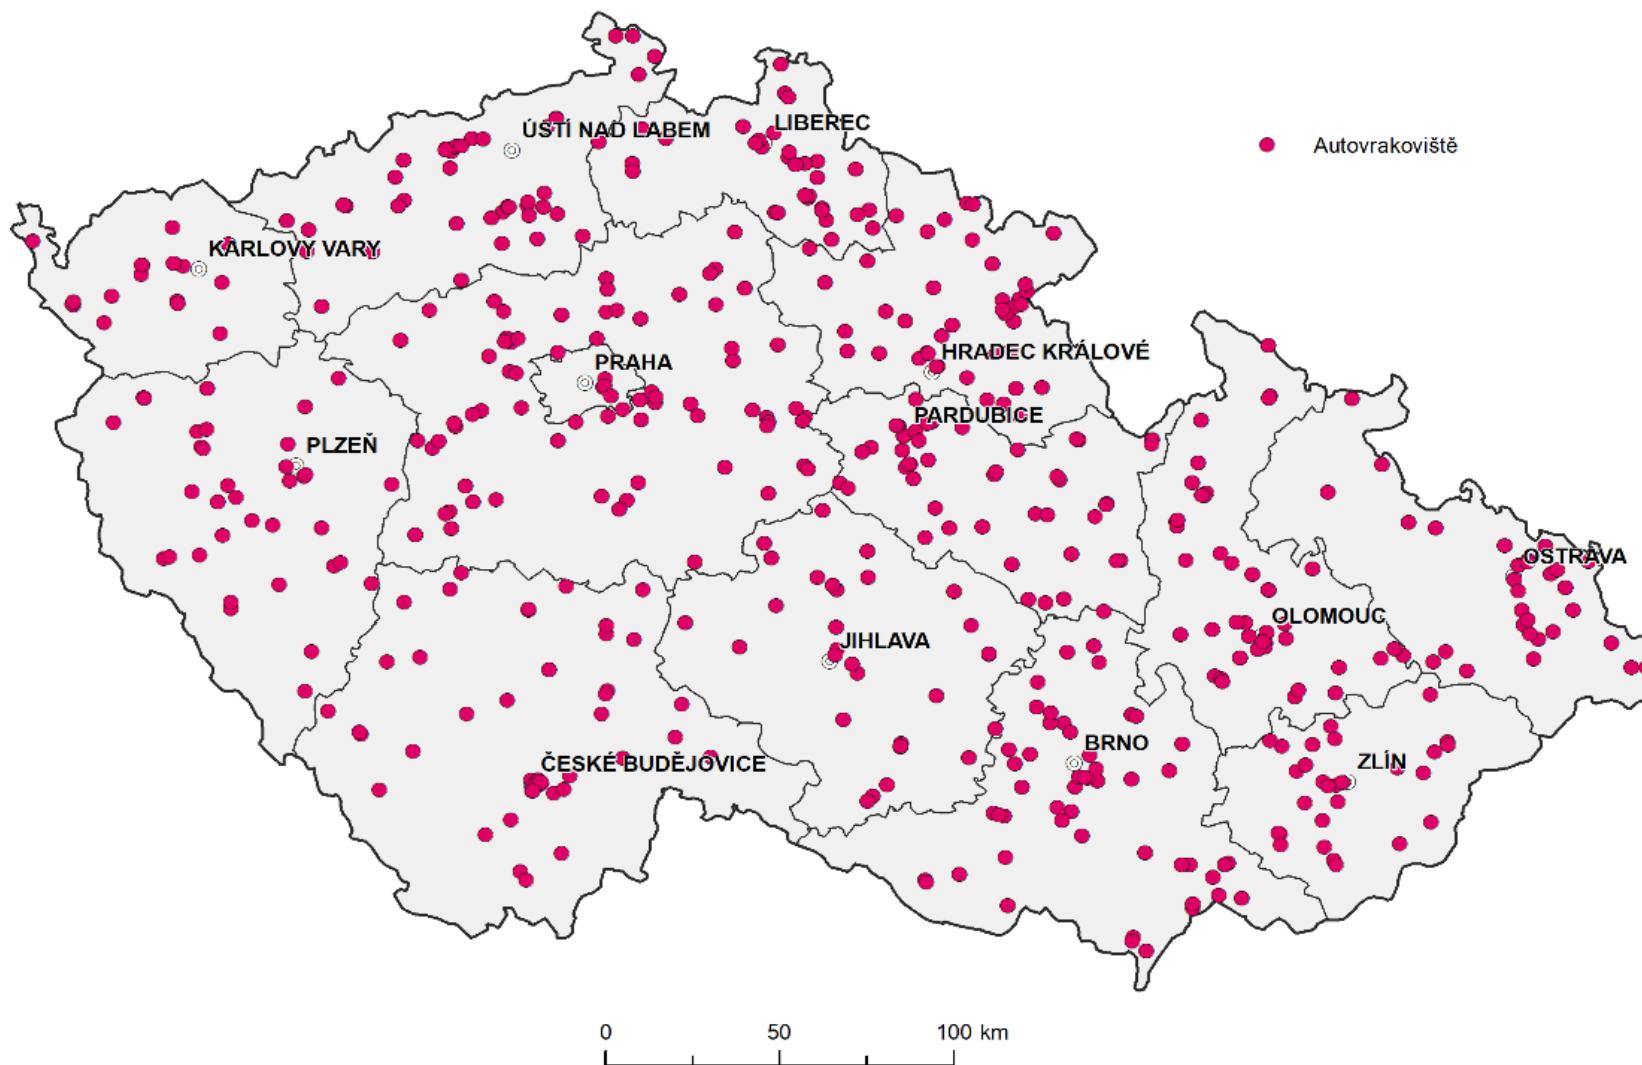 ÚSTÍ NAD LABEM
LIBEREC
Autovrakoviště
KARLOVY VARY
HRADEC KRÁLOVÉ
PRAHA
PARDUBICE
PLZEŇ
OSTRAVA
OLOMOUC
JIHLAVA
BRNO
ČESKÉ BUDĚJOVICE
ZLÍN
0 50 100 km